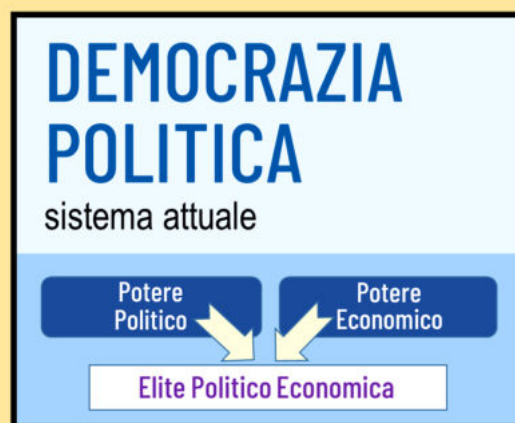 DEMOCRAZIA
POLITICA
sistema attuale
Potere
Politico
Potere
Economico
Elite Politico Economica